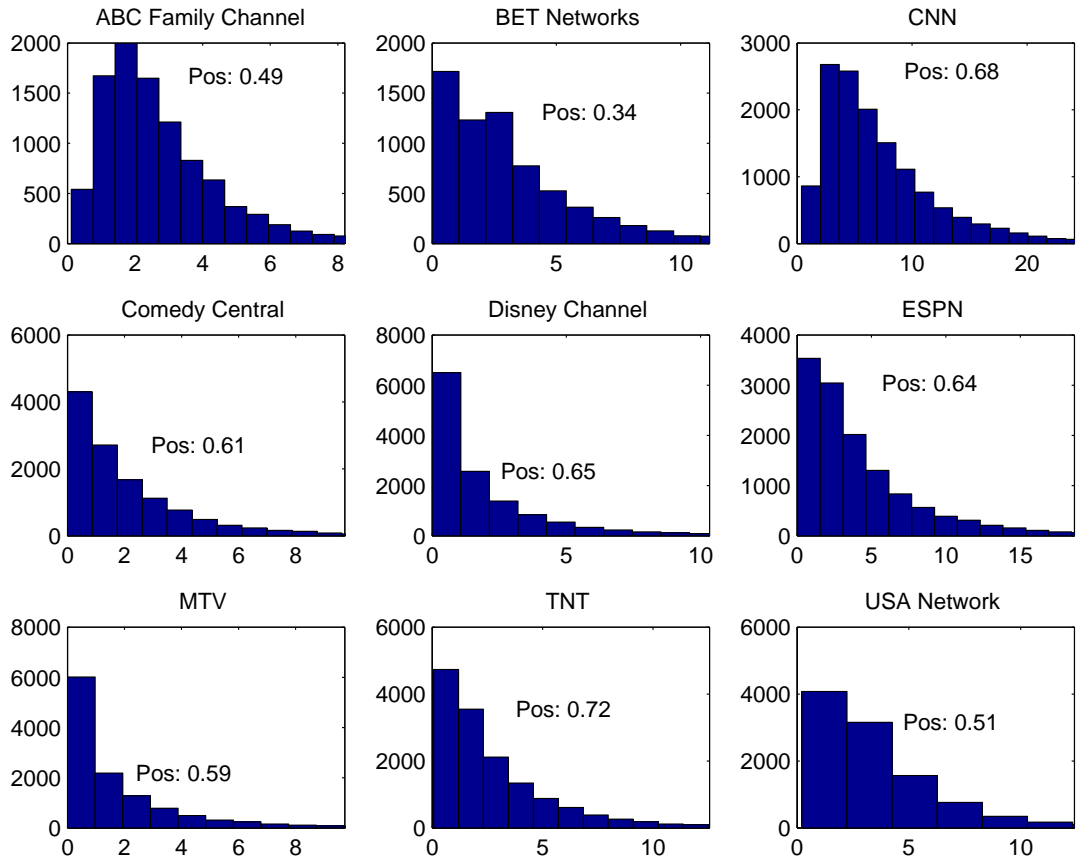 ABC Family Channel
2000
1500
1000
500
0
Pos: 0.49
0 2 4 6 8
BET Networks
2000
1500
1000
500
0
Pos: 0.34
0 5 10
CNN
3000
2000
1000
0
Pos: 0.68
0 10 20
Comedy Central
6000
4000
2000
0
Pos: 0.61
0 2 4 6 8
Disney Channel
8000
6000
4000
2000
0
Pos: 0.65
0 5 10
ESPN
4000
3000
2000
1000
0
Pos: 0.64
0 5 10 15
MTV
8000
6000
4000
2000
0
Pos: 0.59
0 2 4 6 8
TNT
6000
4000
2000
0
Pos: 0.72
0 2 4 6 8 10 12
USA Network
6000
4000
2000
0
Pos: 0.51
5 10